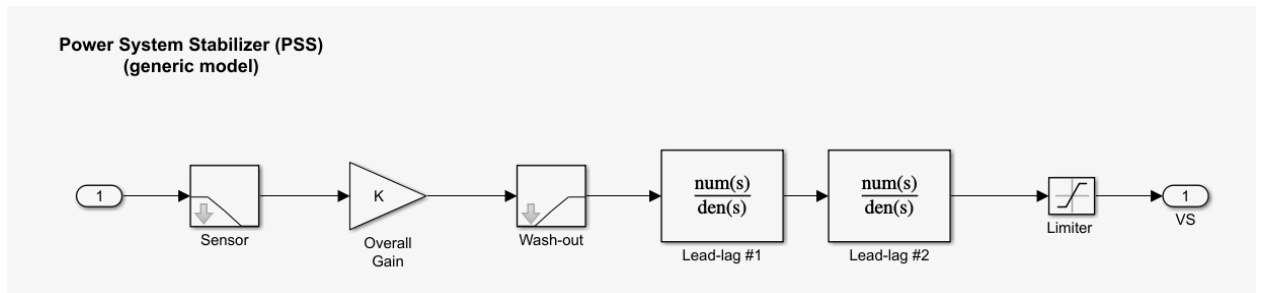 Power System Stabilizer (PSS)
(generic model)
1
Sensor
K
Overall
Gain
Wash-out
num(s)
den(s)
Lead-lag #1
num(s)
den(s)
Lead-lag #2
Limiter
1
VS